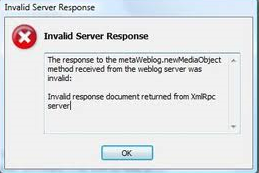 Invalid Server Response
Invalid Server Response
The response to the metaWeblog.newMediaObject
method received from the weblog server was
invalid:
Invalid response document returned from XmlRpc
server
OK